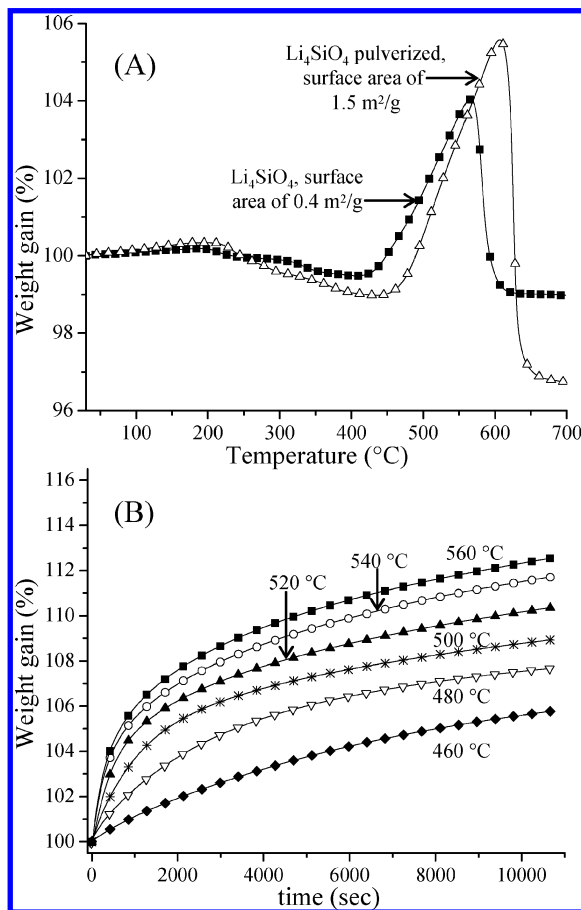 106
104
102
100
98
96
Weight gain (%)
(A)
Li₄SiO₄ pulverized,
surface area of
1.5 m²/g
Li₄SiO₄, surface
area of 0.4 m²/g
100 200 300 400 500 600 700
Temperature (°C)
116
114
112
110
108
106
104
102
100
Weight gain (%)
(B)
560 °C
540 °C
520 °C
500 °C
480 °C
460 °C
0 2000 4000 6000 8000 10000
time (sec)